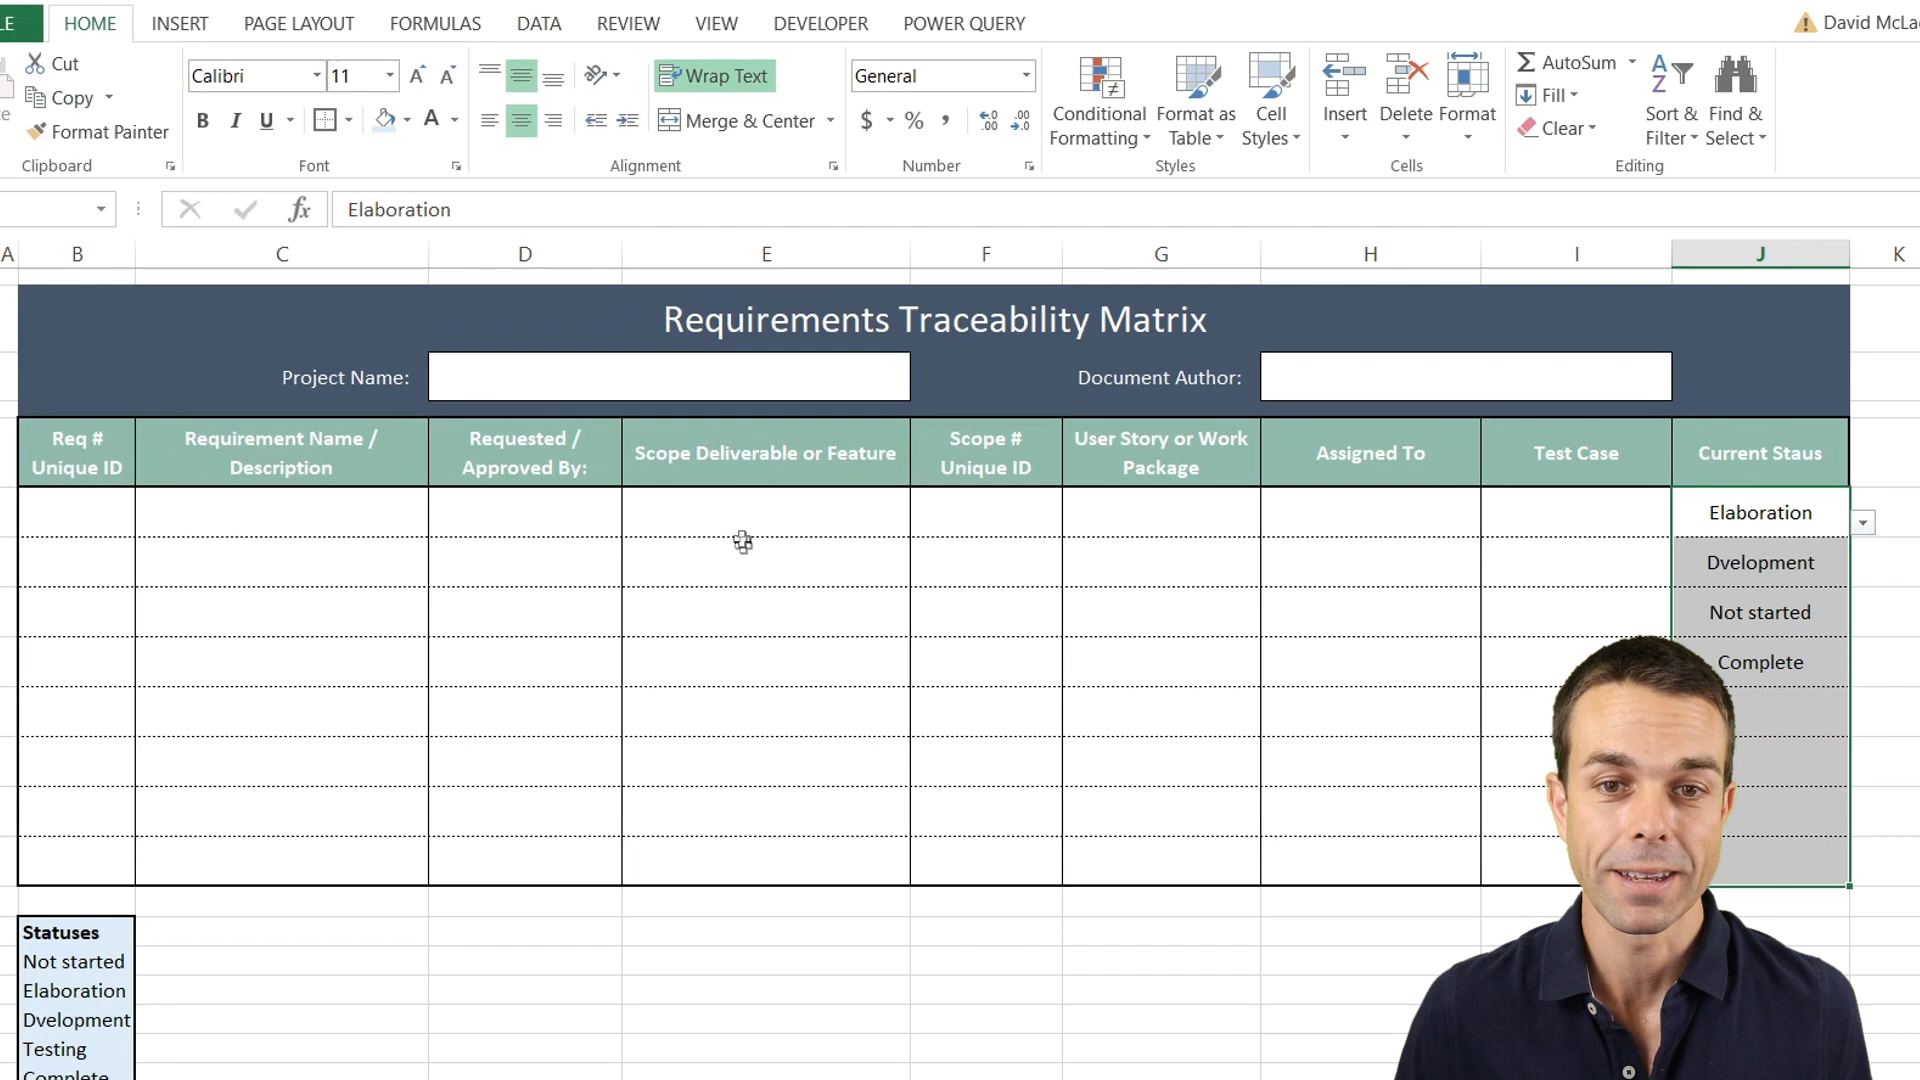 LE HOME INSERT PAGE LAYOUT FORMULAS DATA REVIEW VIEW DEVELOPER POWER QUERY David McLac
Cut
Copy
Format Painter
Clipboard
Calibri 11
B I U A
Font
Wrap Text
Merge & Center
Alignment
General
$ % ,
Number
Conditional Formatting
Format as Table
Cell Styles
Styles
Insert Delete Format
Cells
AutoSum
Fill
Clear
Sort & Filter
Find & Select
Editing
fx Elaboration
A B C D E F G H I J K
Requirements Traceability Matrix
Project Name: Document Author:
Req # Unique ID
Requirement Name / Description
Requested / Approved By:
Scope Deliverable or Feature
Scope # Unique ID
User Story or Work Package
Assigned To
Test Case
Current Staus
Elaboration
Dvelopment
Not started
Complete
Statuses
Not started
Elaboration
Dvelopment
Testing
Complete